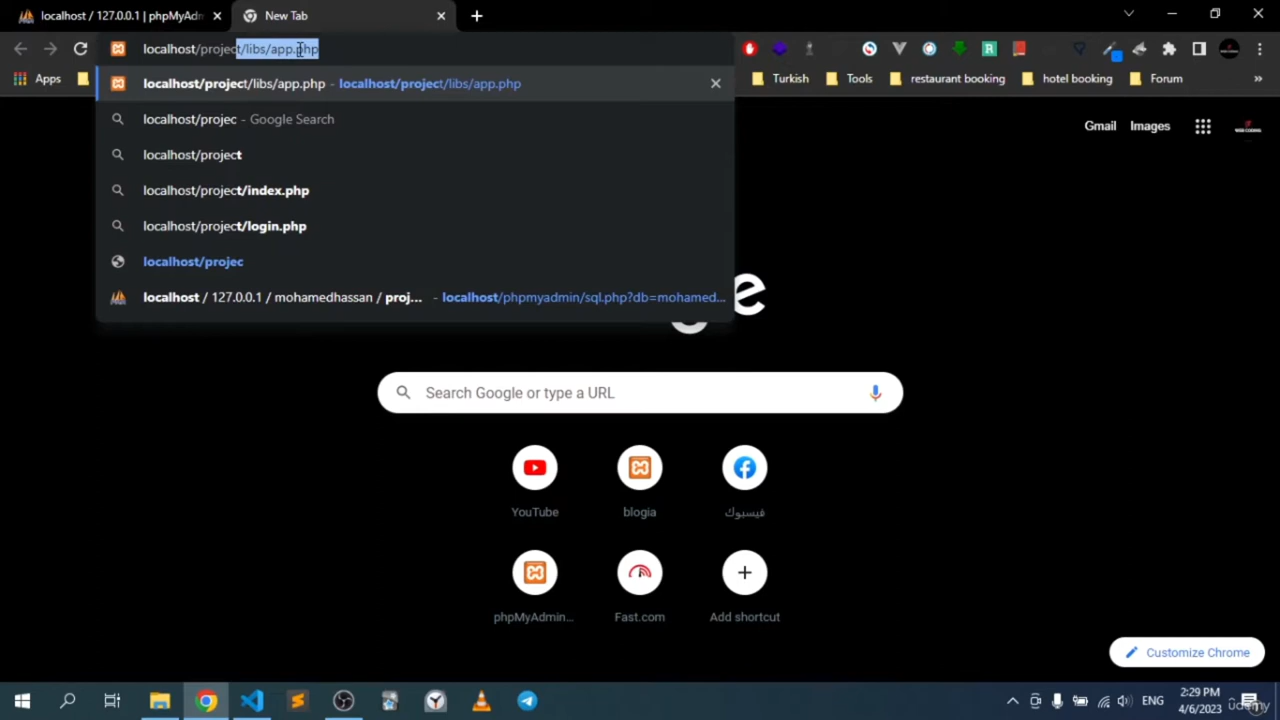 localhost / 127.0.0.1 | phpMyAdm
New Tab
localhost/project/libs/app.php
Apps
Turkish
Tools
restaurant booking
hotel booking
Forum
»
localhost/project/libs/app.php - localhost/project/libs/app.php
localhost/projec - Google Search
localhost/project
localhost/project/index.php
localhost/project/login.php
localhost/projec
localhost / 127.0.0.1 / mohamedhassan / proj... - localhost/phpmyadmin/sql.php?db=mohamed...
Gmail
Images
Search Google or type a URL
YouTube
blogia
فيسبوك
phpMyAdmin...
Fast.com
Add shortcut
Customize Chrome
ENG
2:29 PM
4/6/2023
udemy